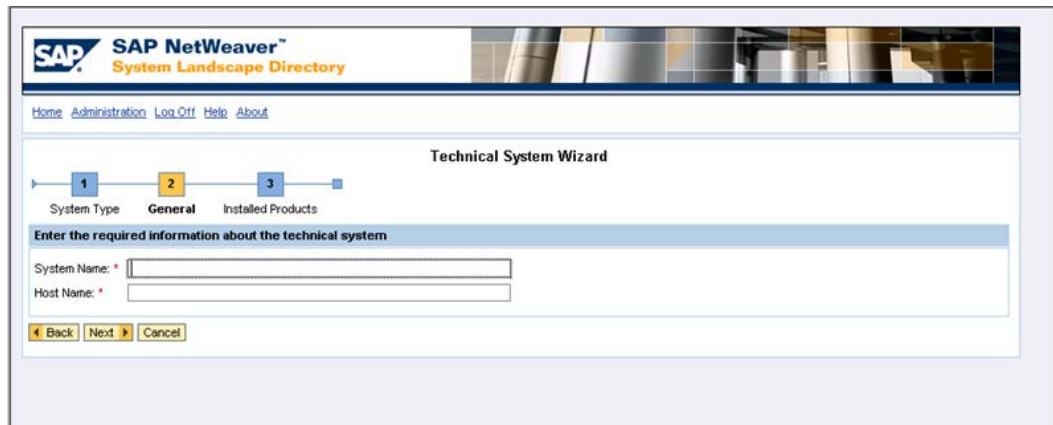 SAP
SAP NetWeaver™
System Landscape Directory
Home Administration Log Off Help About
Technical System Wizard
1 2 3
System Type General Installed Products
Enter the required information about the technical system
System Name: *
Host Name: *
Back Next Cancel